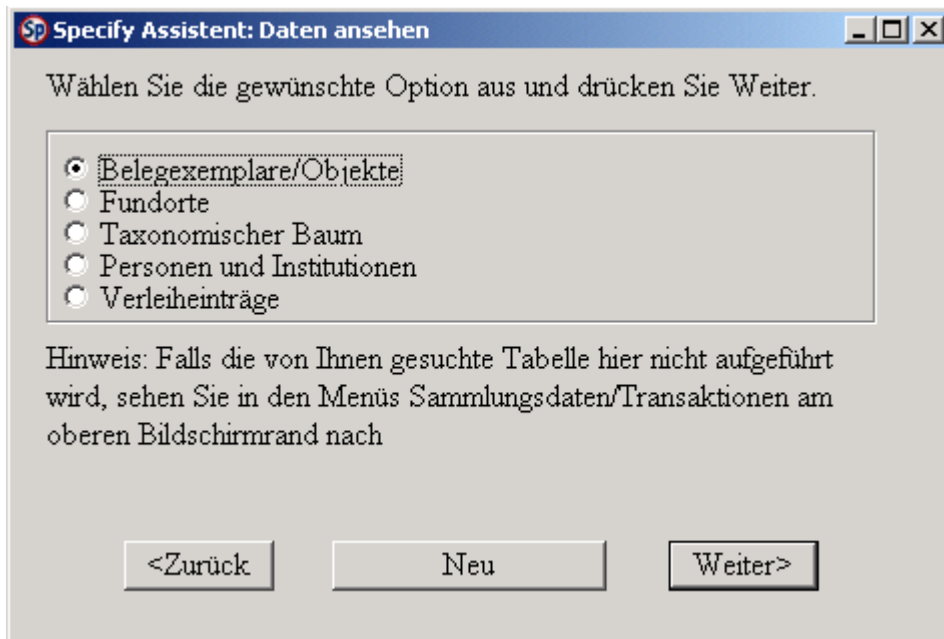 Sp Specify Assistent: Daten ansehen
Wählen Sie die gewünschte Option aus und drücken Sie Weiter.
Belegexemplare/Objekte
Fundorte
Taxonomischer Baum
Personen und Institutionen
Verleiheinträge
Hinweis: Falls die von Ihnen gesuchte Tabelle hier nicht aufgeführt
wird, sehen Sie in den Menüs Sammlungsdaten/Transaktionen am
oberen Bildschirmrand nach
<Zurück Neu Weiter>